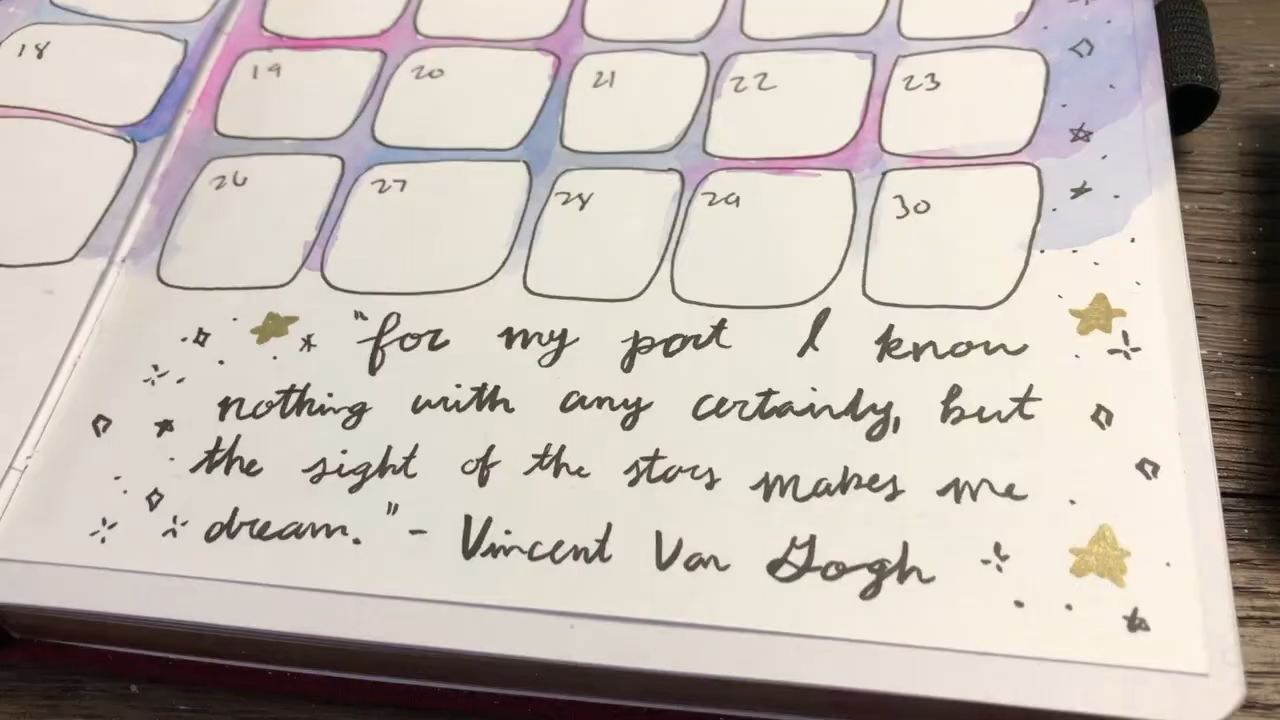 18 19 20 21 22 23
26 27 28 29 30
"for my part I know
nothing with any certainly, but
the sight of the stars makes me
dream." - Vincent Van Gogh